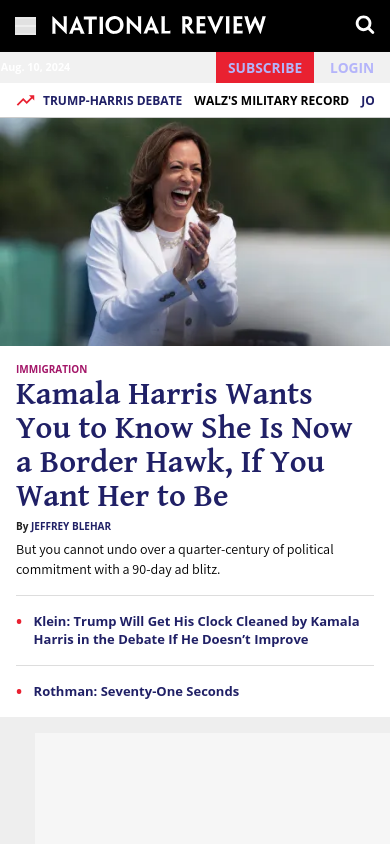 NATIONAL REVIEW
Aug. 10, 2024
SUBSCRIBE
LOGIN
TRUMP-HARRIS DEBATE WALZ'S MILITARY RECORD JO
IMMIGRATION
Kamala Harris Wants
You to Know She Is Now
a Border Hawk, If You
Want Her to Be
By JEFFREY BLEHAR
But you cannot undo over a quarter-century of political
commitment with a 90-day ad blitz.
• Klein: Trump Will Get His Clock Cleaned by Kamala
Harris in the Debate If He Doesn’t Improve
• Rothman: Seventy-One Seconds